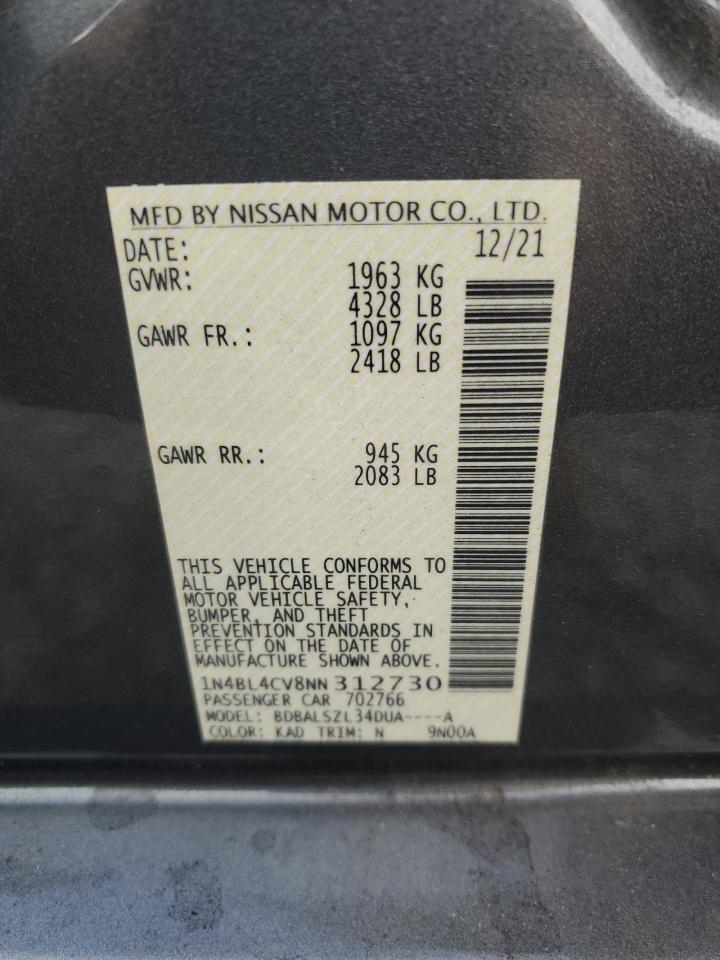 MFD BY NISSAN MOTOR CO., LTD.
DATE: 12/21
GVWR: 1963 KG
4328 LB
GAWR FR.: 1097 KG
2418 LB
GAWR RR.: 945 KG
2083 LB
THIS VEHICLE CONFORMS TO
ALL APPLICABLE FEDERAL
MOTOR VEHICLE SAFETY,
BUMPER, AND THEFT
PREVENTION STANDARDS IN
EFFECT ON THE DATE OF
MANUFACTURE SHOWN ABOVE.
1N4BL4CV8NN312730
PASSENGER CAR 702766
MODEL: BDBALSZL34DUA----A
COLOR: KAD TRIM: N 9N00A